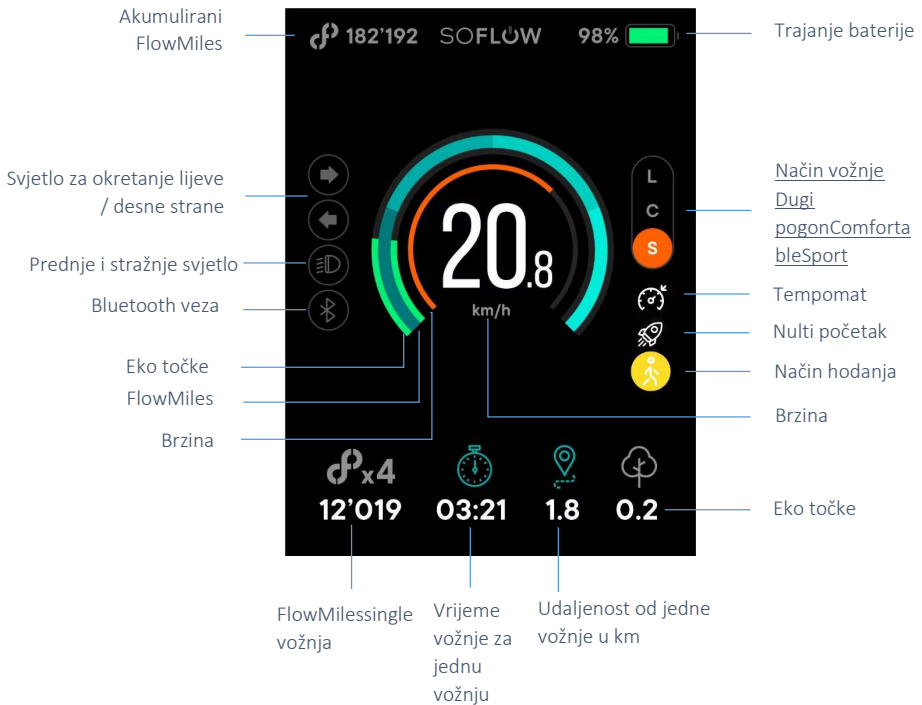 Akumulirani
FlowMiles
182'192
SOFLOW
98%
Trajanje baterije
Svjetlo za okretanje lijeve
/ desne strane
Prednje i stražnje svjetlo
Bluetooth veza
Eko točke
FlowMiles
Brzina
20.8
km/h
L
C
S
Način vožnje
Dugi
pogonComforta
bleSport
Tempomat
Nulti početak
Način hodanja
Brzina
x4
12'019
03:21
1.8
0.2
Eko točke
FlowMilessingle
vožnja
Vrijeme
vožnje za
jednu
vožnju
Udaljenost od jedne
vožnje u km